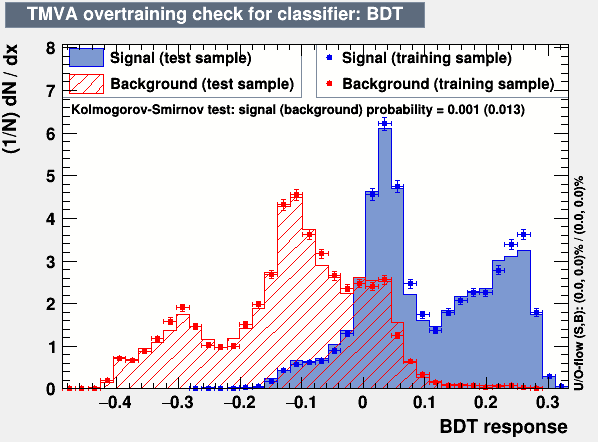 TMVA overtraining check for classifier: BDT
(1/N) dN / dx
Signal (test sample)
Background (test sample)
Signal (training sample)
Background (training sample)
Kolmogorov-Smirnov test: signal (background) probability = 0.001 (0.013)
8
7
6
5
4
3
2
1
0
−0.4 −0.3 −0.2 −0.1 0 0.1 0.2 0.3
BDT response
U/O-flow (S,B): (0.0, 0.0)% / (0.0, 0.0)%